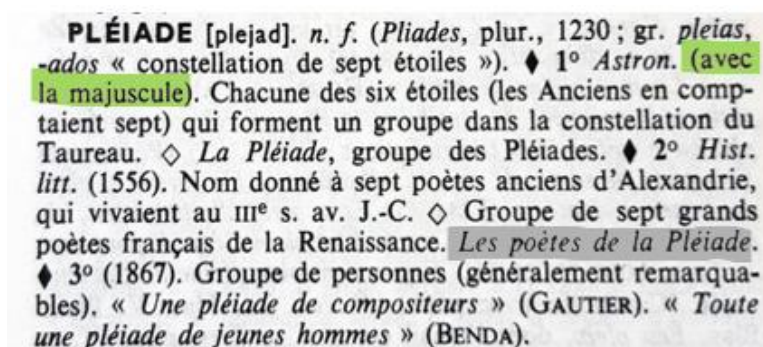 PLÉIADE [plejad]. n. f. (Pliades, plur., 1230 ; gr. pleias,
-ados « constellation de sept étoiles »). ♦ 1º Astron. (avec
la majuscule). Chacune des six étoiles (les Anciens en comp-
taient sept) qui forment un groupe dans la constellation du
Taureau. ◇ La Pléiade, groupe des Pléiades. ♦ 2º Hist.
litt. (1556). Nom donné à sept poètes anciens d'Alexandrie,
qui vivaient au IIIe s. av. J.-C. ◇ Groupe de sept grands
poètes français de la Renaissance. Les poètes de la Pléiade.
♦ 3º (1867). Groupe de personnes (généralement remarqua-
bles). « Une pléiade de compositeurs » (GAUTIER). « Toute
une pléiade de jeunes hommes » (BENDA).